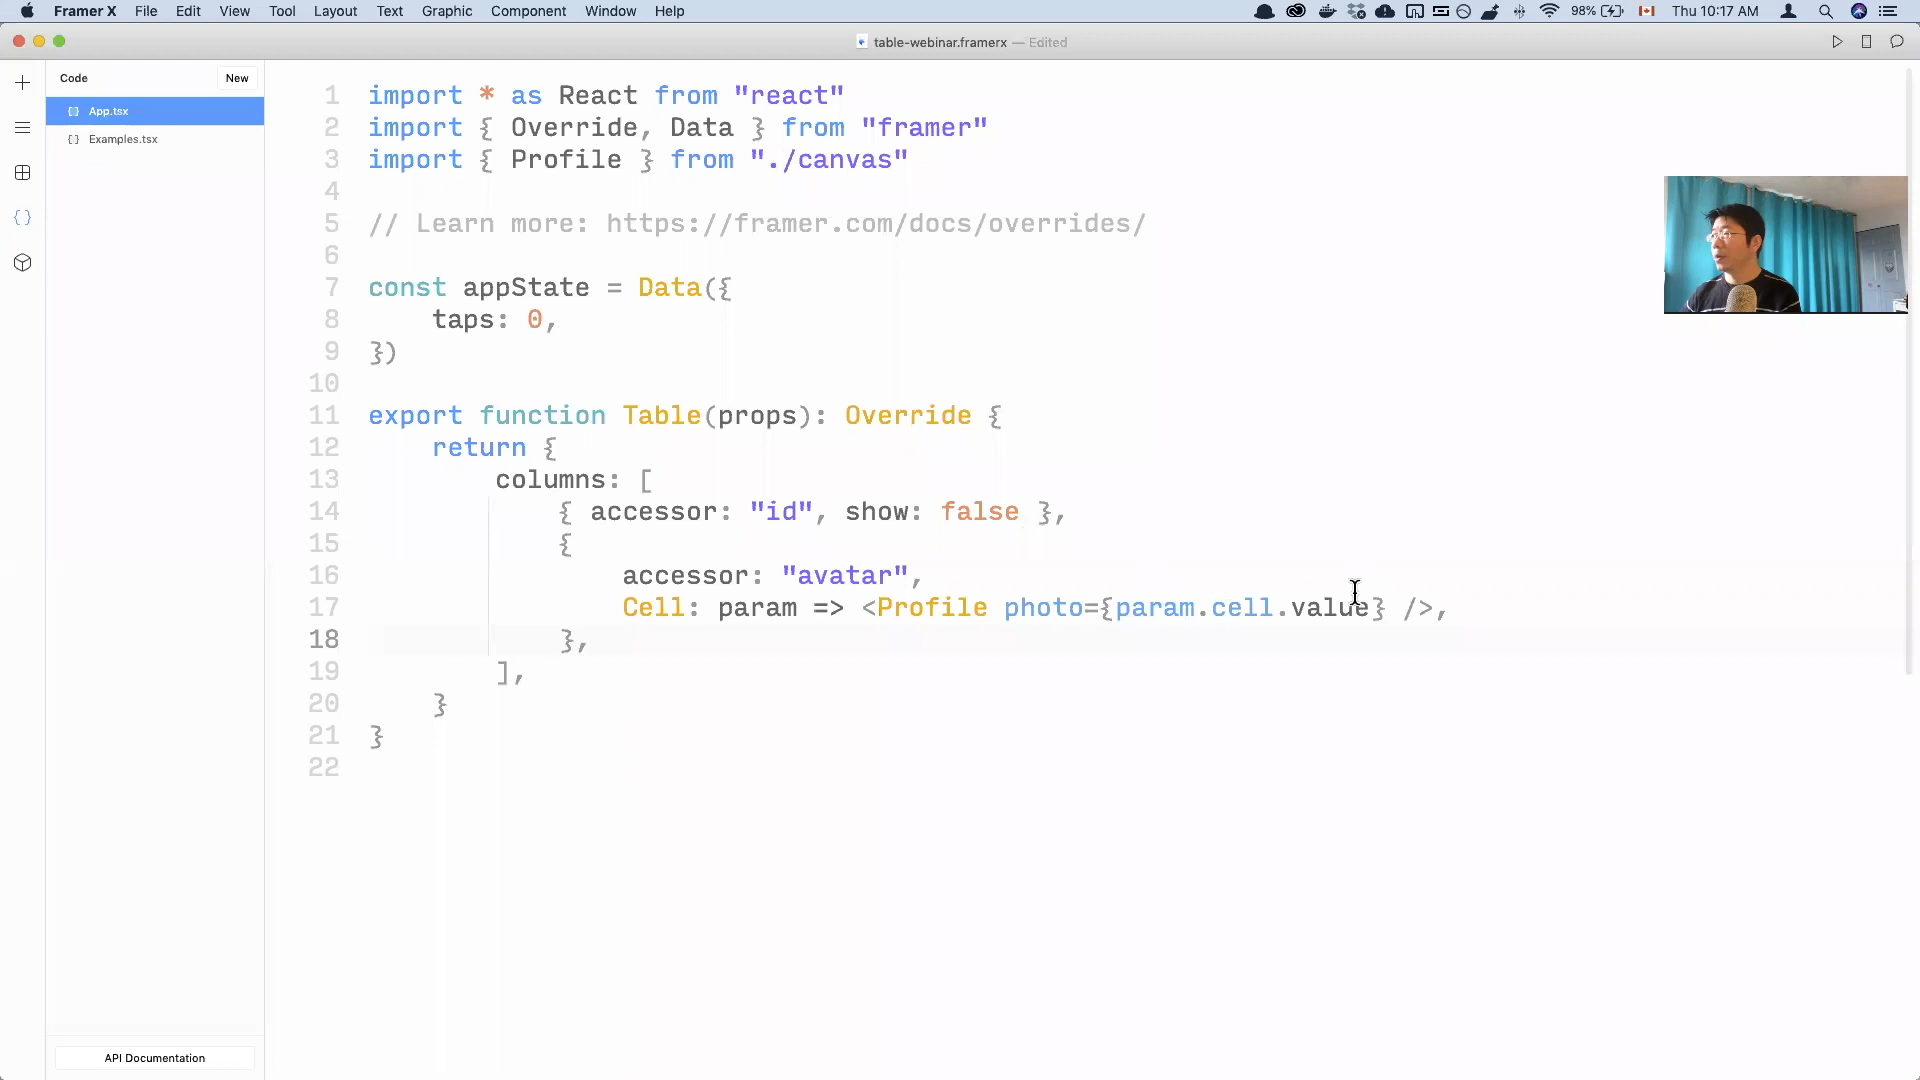 Framer X File Edit View Tool Layout Text Graphic Component Window Help
98% Thu 10:17 AM
table-webinar.framerx — Edited
Code New
App.tsx
Examples.tsx
API Documentation
1 import * as React from "react"
2 import { Override, Data } from "framer"
3 import { Profile } from "./canvas"
4
5 // Learn more: https://framer.com/docs/overrides/
6
7 const appState = Data({
8 taps: 0,
9 })
10
11 export function Table(props): Override {
12 return {
13 columns: [
14 { accessor: "id", show: false },
15 {
16 accessor: "avatar",
17 Cell: param => <Profile photo={param.cell.value} />,
18 },
19 ],
20 }
21 }
22